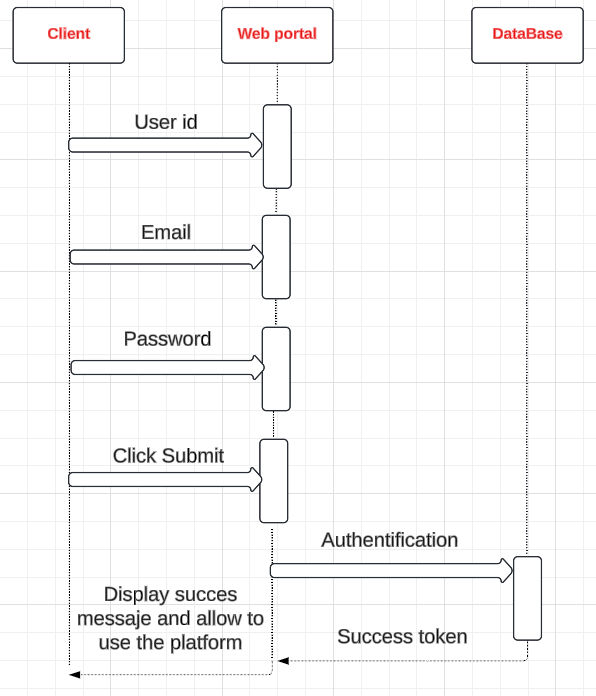 Client
Web portal
DataBase
User id
Email
Password
Click Submit
Authentification
Display succes
messaje and allow to
use the platform
Success token